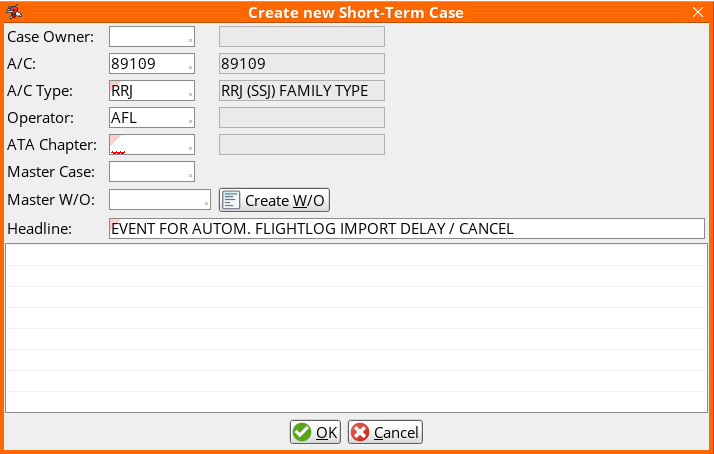 Create new Short-Term Case
Case Owner:
A/C: 89109 89109
A/C Type: RRJ RRJ (SSJ) FAMILY TYPE
Operator: AFL
ATA Chapter:
Master Case:
Master W/O: Create W/O
Headline: EVENT FOR AUTOM. FLIGHTLOG IMPORT DELAY / CANCEL
OK Cancel